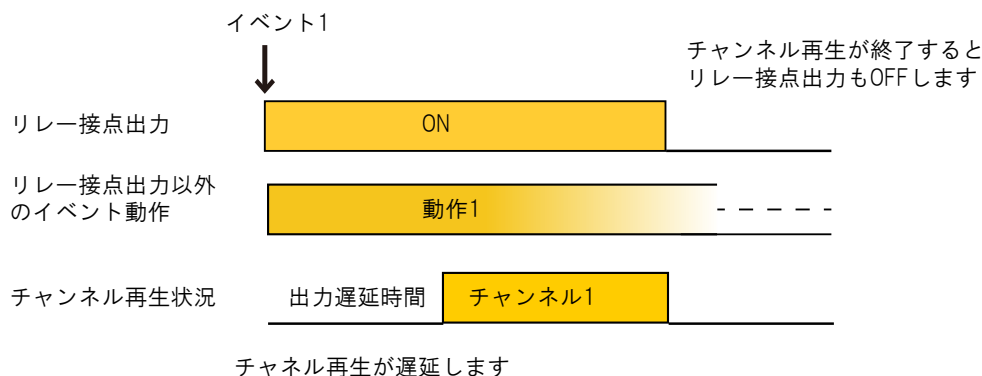 イベント1
チャンネル再生が終了すると
リレー接点出力もOFFします
リレー接点出力
ON
リレー接点出力以外
のイベント動作
動作1
チャンネル再生状況
出力遅延時間
チャンネル1
チャネル再生が遅延します